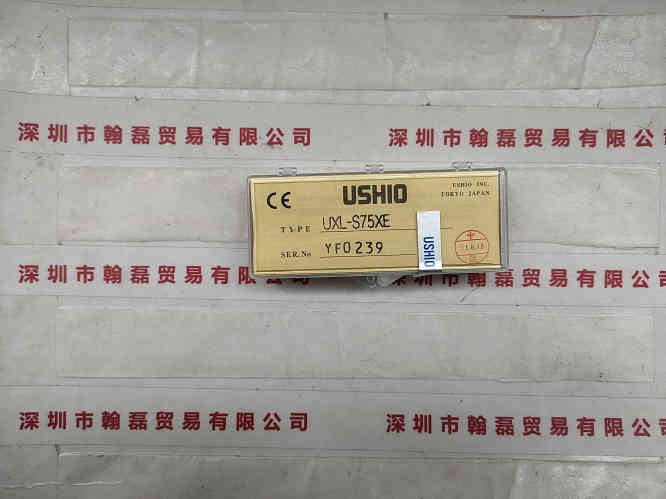 深圳市翰磊贸易有限公司 深圳市翰磊贸易有限公司
CE USHIO USHIO INC.
TOKYO JAPAN
TYPE UXL-S75XE
SER.No YF0239
USHIO
深圳市翰磊贸易有限公司 深圳市翰磊贸易有限公司
深圳市翰磊贸易有限公司 深圳市翰磊贸易有限公司